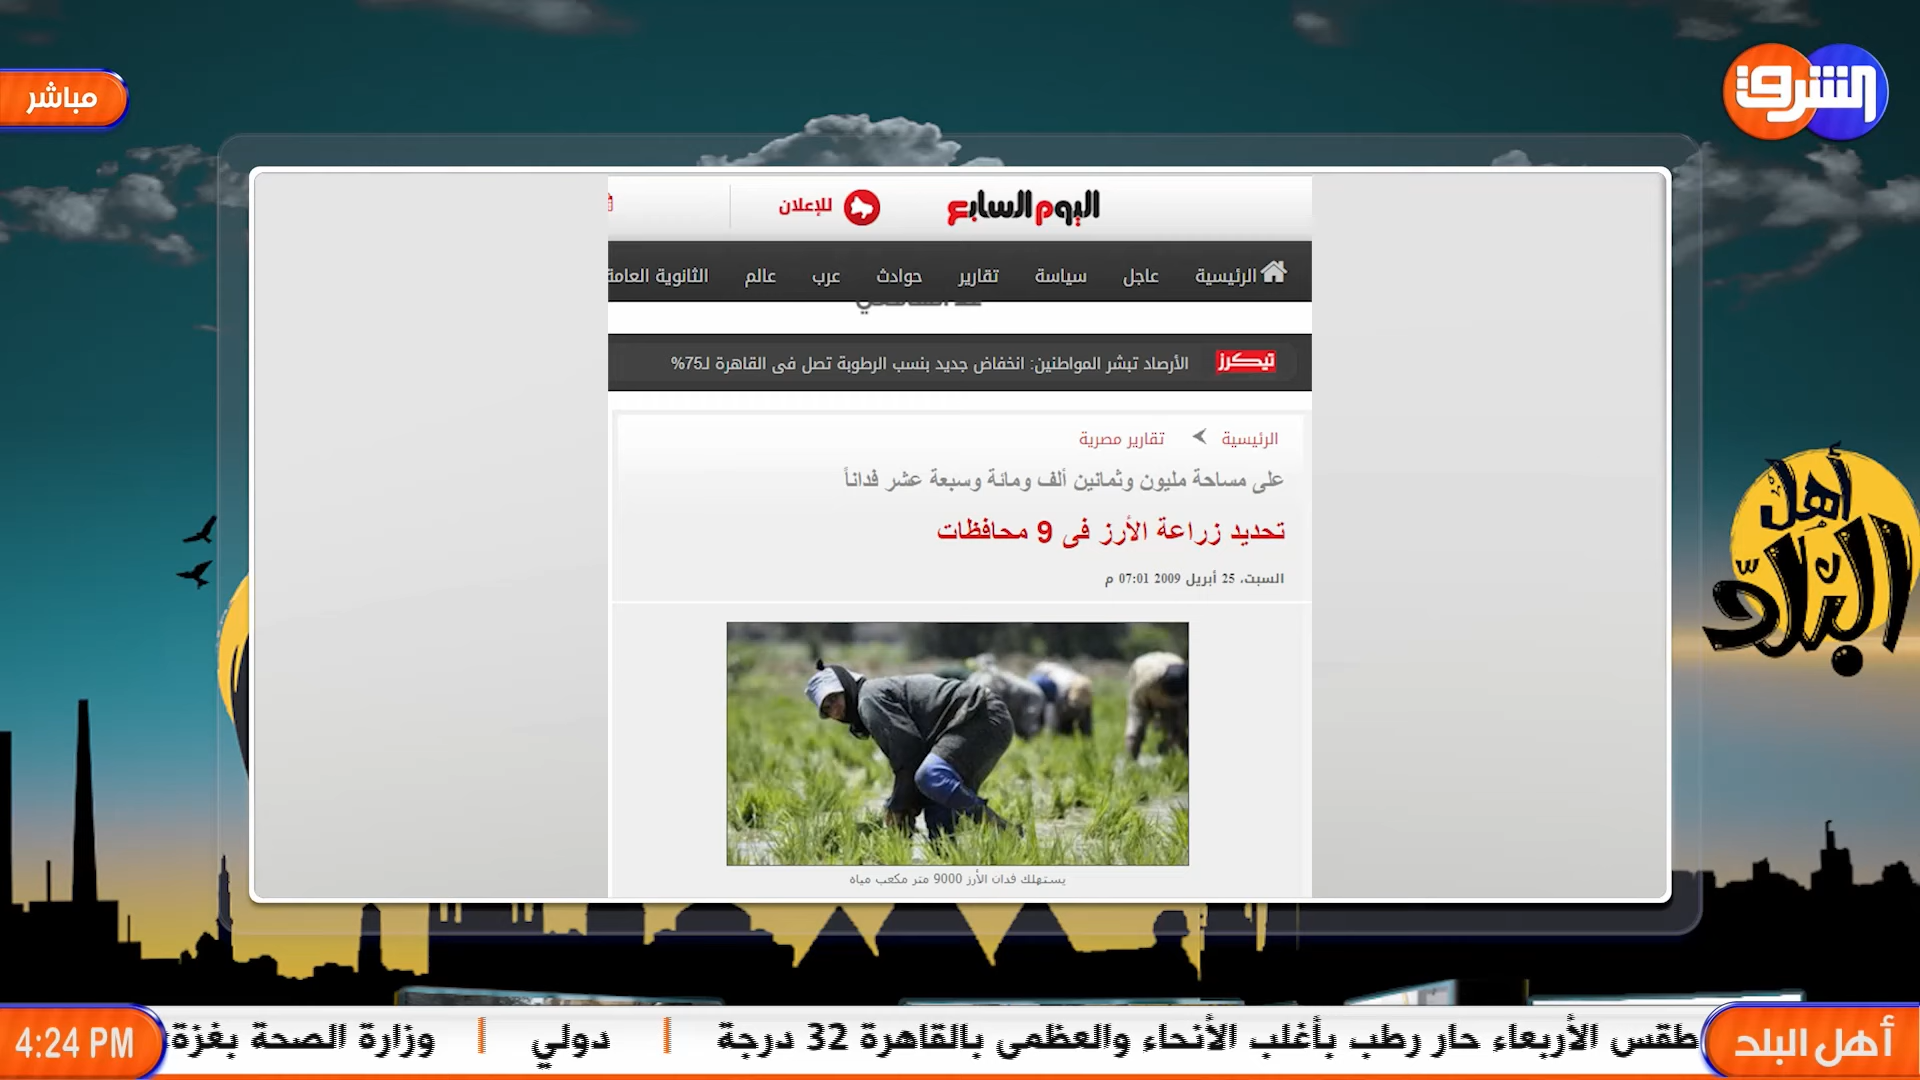 مباشر
الشرق
اليوم السابع
للإعلان
الرئيسية عاجل سياسة تقارير حوادث عرب عالم الثانوية العامة
تيكرز الأرصاد تبشر المواطنين: انخفاض جديد بنسب الرطوبة تصل فى القاهرة لـ75%
الرئيسية تقارير مصرية
على مساحة مليون وثمانين ألف ومائة وسبعة عشر فداناً
تحديد زراعة الأرز فى 9 محافظات
السبت، 25 أبريل 2009 07:01 م
يستهلك فدان الأرز 9000 متر مكعب مياه
أهل البلد
أهل البلد
طقس الأربعاء حار رطب بأغلب الأنحاء والعظمى بالقاهرة 32 درجة | دولي | وزارة الصحة بغزة:
4:24 PM